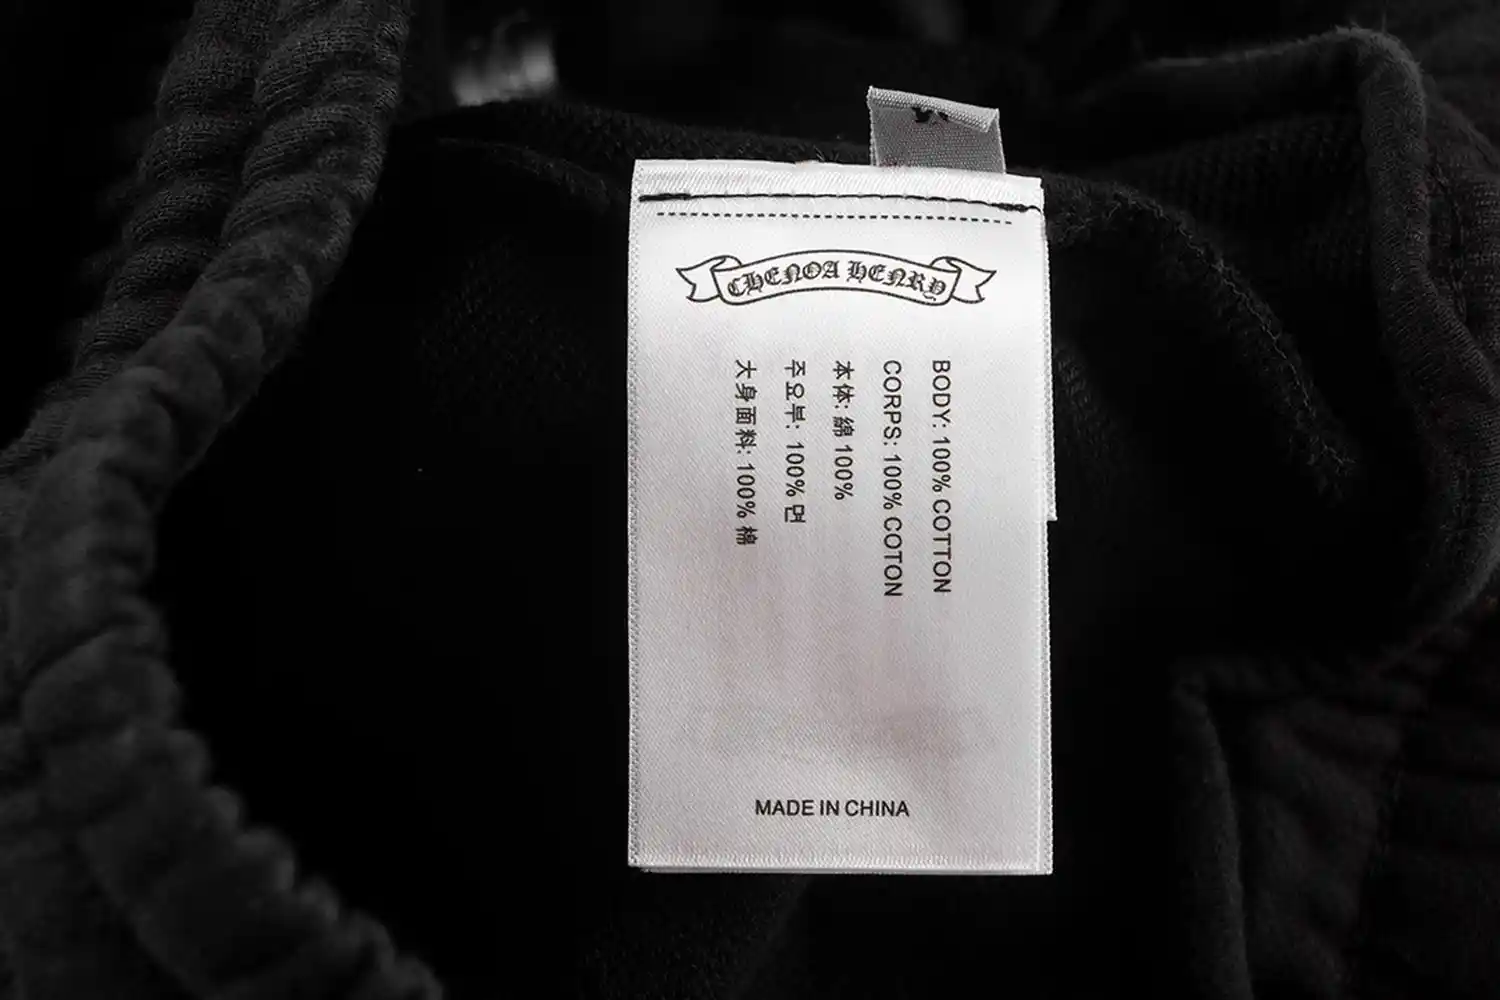 CHENOA HENRY
BODY: 100% COTTON
CORPS: 100% COTON
本体: 綿 100%
주요부: 100% 면
大身面料: 100% 棉
MADE IN CHINA